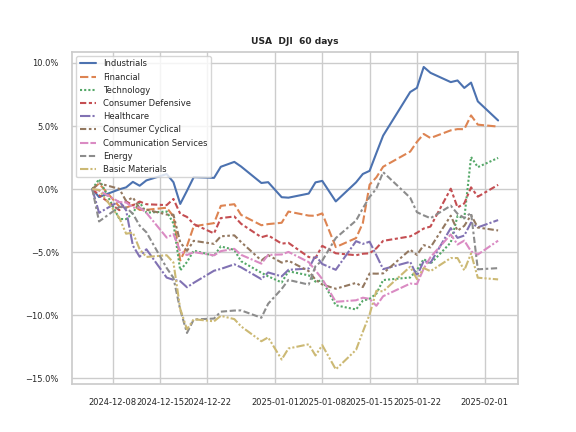 USA  DJI  60 days
10.0%
5.0%
0.0%
−5.0%
−10.0%
−15.0%
Industrials
Financial
Technology
Consumer Defensive
Healthcare
Consumer Cyclical
Communication Services
Energy
Basic Materials
2024-12-08 2024-12-15 2024-12-22 2025-01-01 2025-01-08 2025-01-15 2025-01-22 2025-02-01